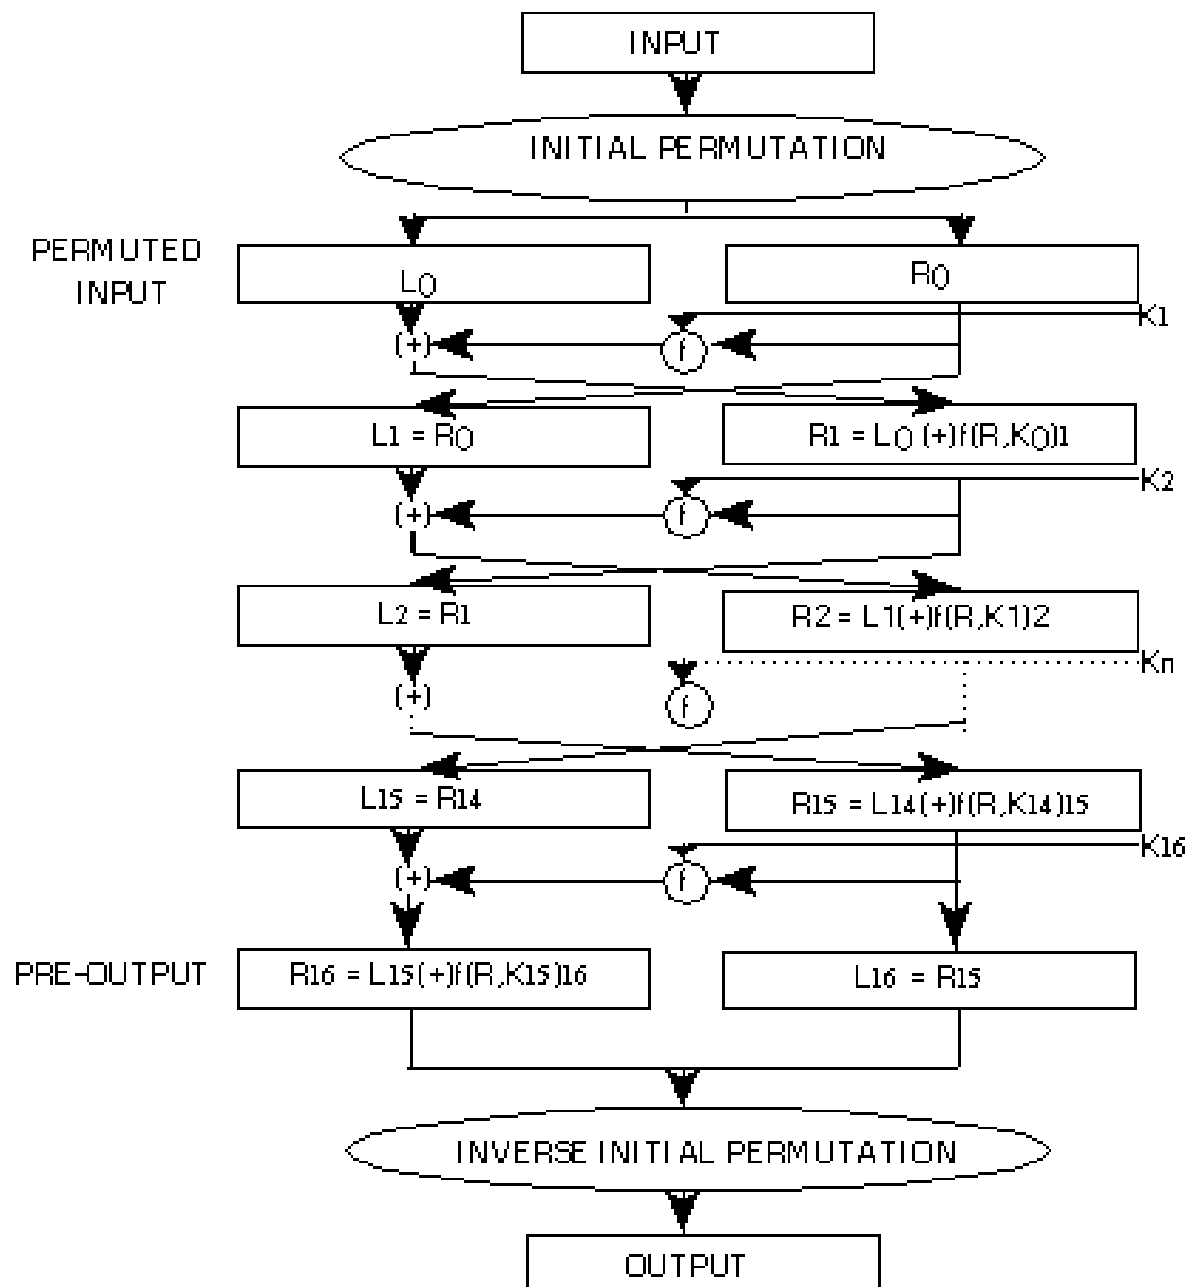 INPUT
INITIAL PERMUTATION
PERMUTED
INPUT
L0
R0
K1
(+)
f
L1 = R0
R1 = L0 (+)f(R,K0)1
K2
(+)
f
L2 = R1
R2 = L1(+)f(R,K1)2
Kn
(+)
f
L15 = R14
R15 = L14(+)f(R,K14)15
K16
(+)
f
PRE-OUTPUT
R16 = L15(+)f(R,K15)16
L16 = R15
INVERSE INITIAL PERMUTATION
OUTPUT